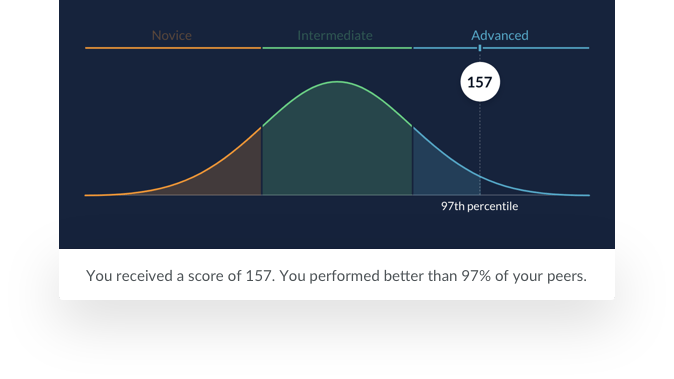 Novice Intermediate Advanced
157
97th percentile
You received a score of 157. You performed better than 97% of your peers.